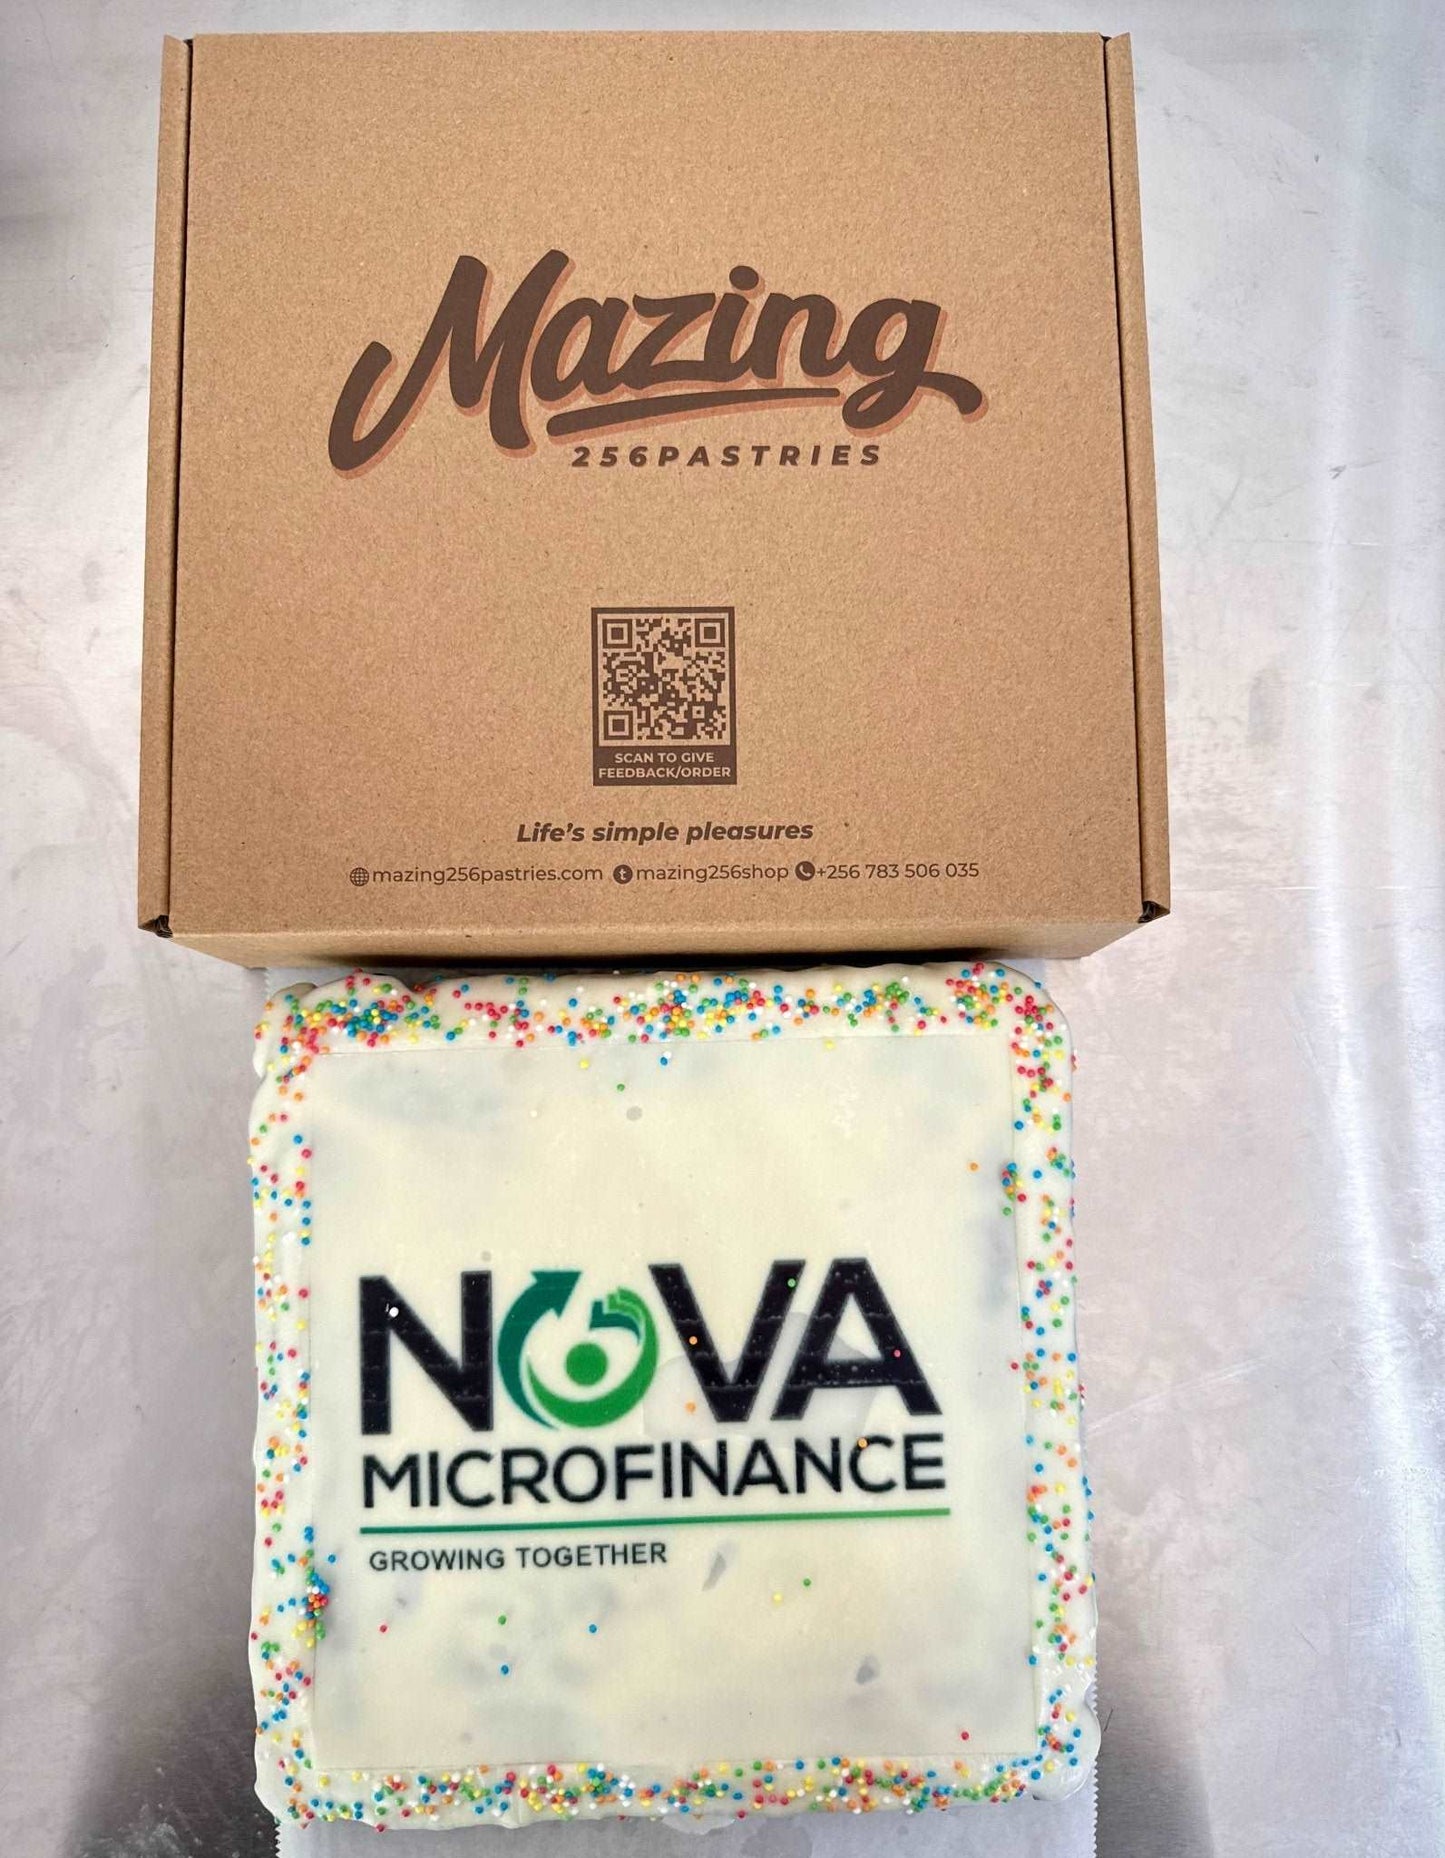 Mazing
256PASTRIES
SCAN TO GIVE
FEEDBACK/ORDER
Life's simple pleasures
mazing256pastries.com t mazing256shop +256 783 506 035
NOVA
MICROFINANCE
GROWING TOGETHER